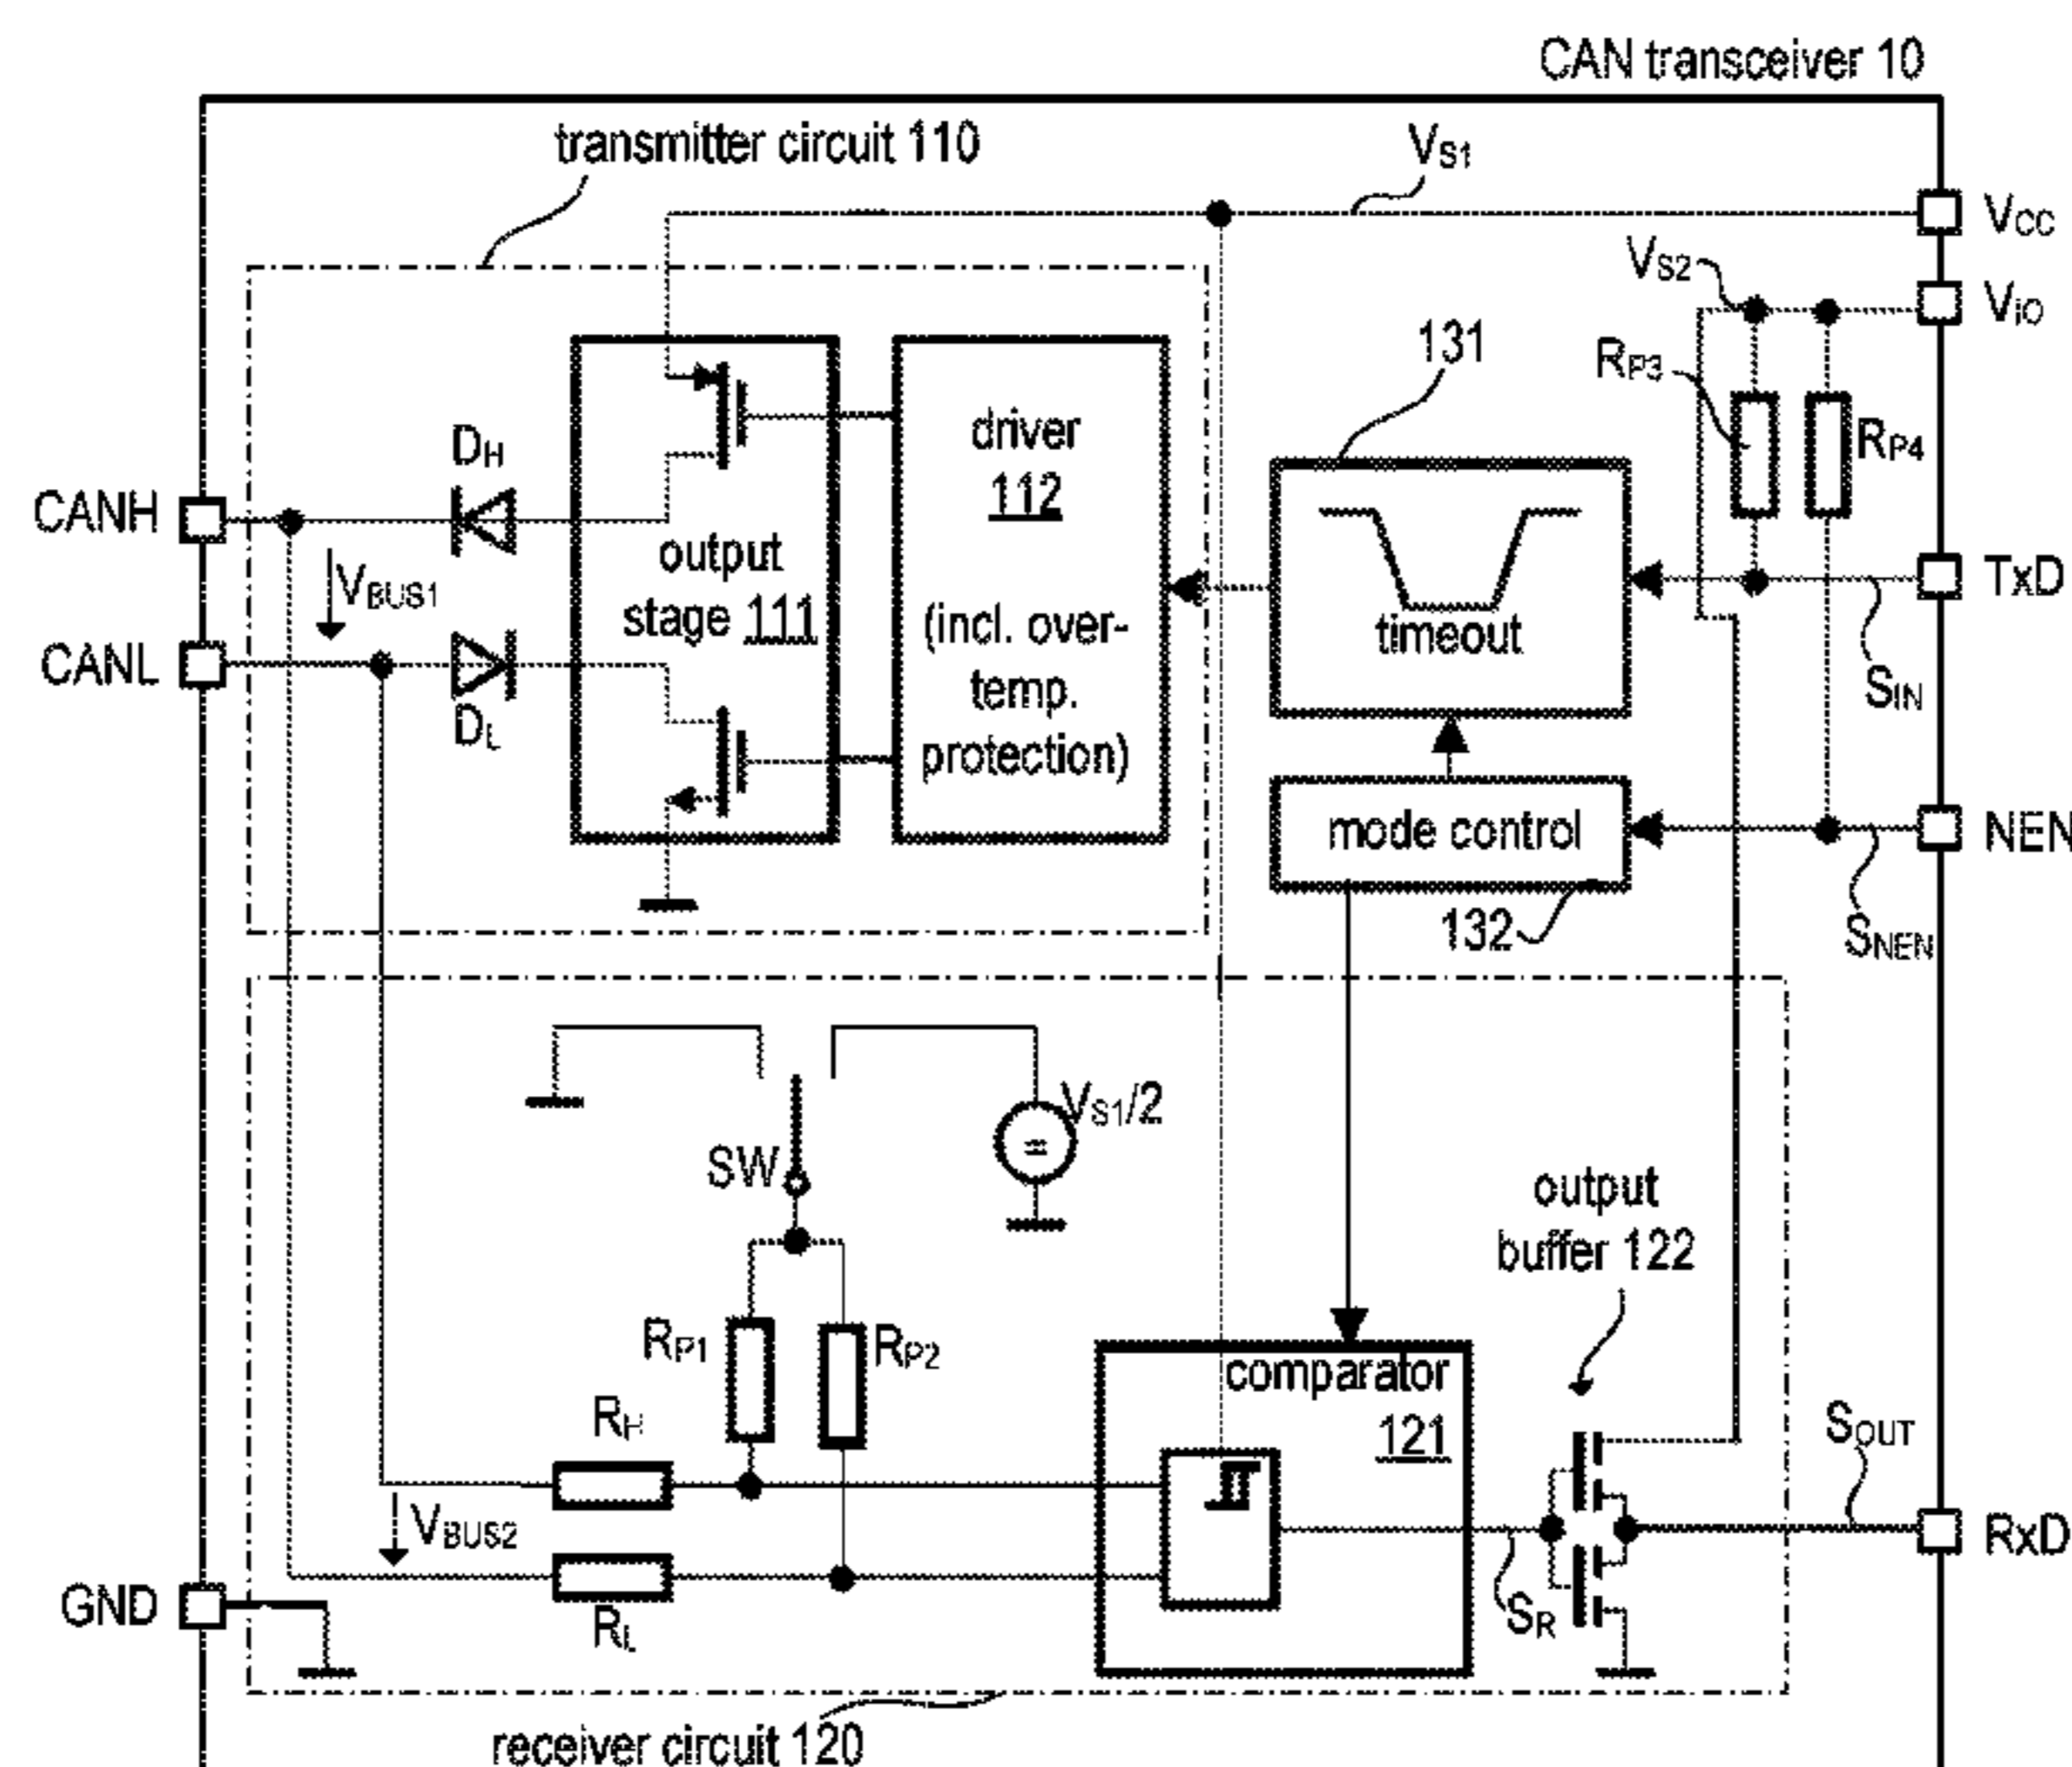 CAN transceiver 10
transmitter circuit 110
VS1
VCC
VS2
ViO
131
RP3
RP4
driver
112
(incl. over-
temp.
protection)
DH
CANH
output
stage 111
VBUS1
timeout
TxD
CANL
DL
SIN
mode control
NEN
132
SNEN
VS1/2
SW
output
buffer 122
RP1
RP2
comparator
121
RH
SOUT
VBUS2
RxD
GND
RL
SR
receiver circuit 120
=